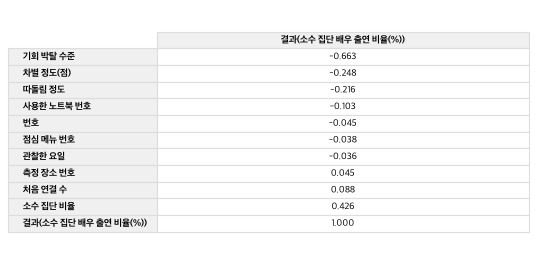 결과(소수 집단 배우 출연 비율(%))
기회 박탈 수준 -0.663
차별 정도(점) -0.248
따돌림 정도 -0.216
사용한 노트북 번호 -0.103
번호 -0.045
점심 메뉴 번호 -0.038
관찰한 요일 -0.036
측정 장소 번호 0.045
처음 연결 수 0.088
소수 집단 비율 0.426
결과(소수 집단 배우 출연 비율(%)) 1.000